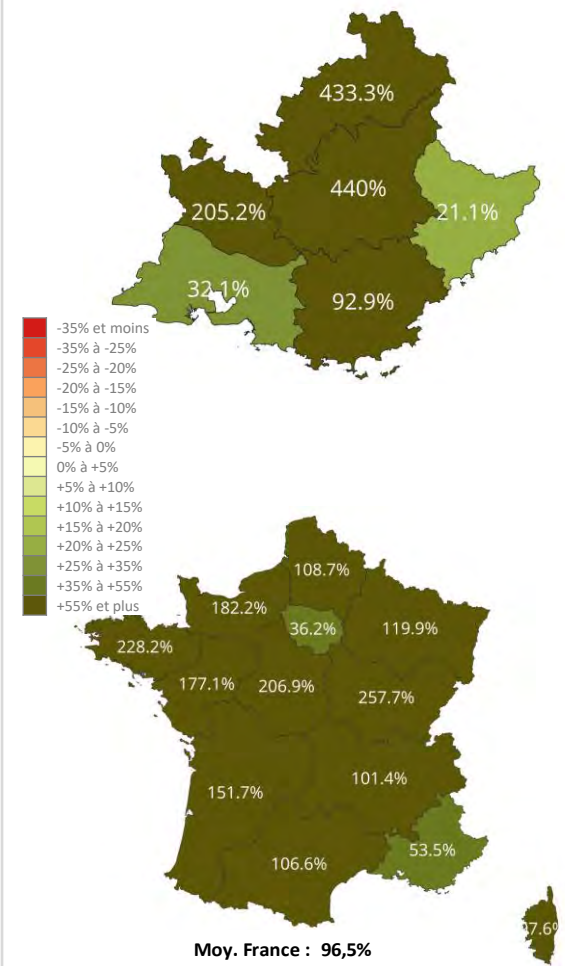 433.3%
440%
205.2%
21.1%
32.1%
92.9%
-35% et moins
-35% à -25%
-25% à -20%
-20% à -15%
-15% à -10%
-10% à -5%
-5% à 0%
0% à +5%
+5% à +10%
+10% à +15%
+15% à +20%
+20% à +25%
+25% à +35%
+35% à +55%
+55% et plus
108.7%
182.2%
36.2%
119.9%
228.2%
177.1%
206.9%
257.7%
151.7%
101.4%
53.5%
106.6%
Moy. France : 96,5%